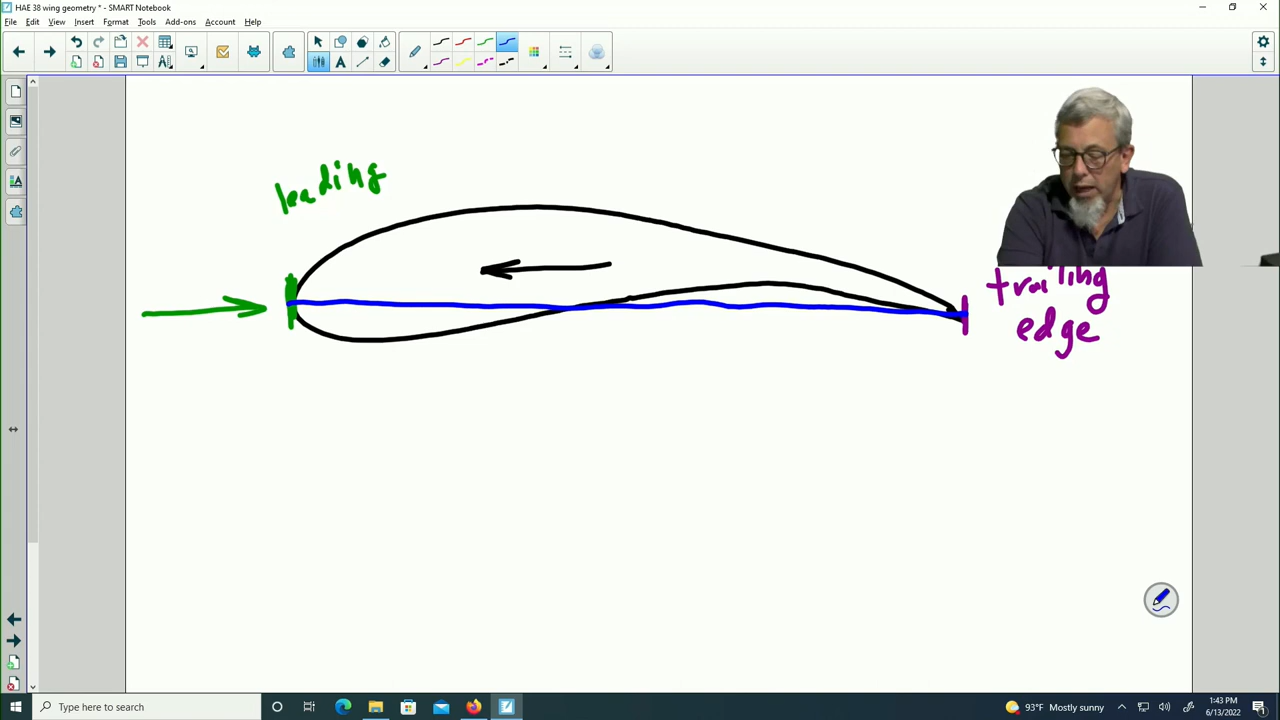 HAE 38 wing geometry * - SMART Notebook
File Edit View Insert Format Tools Add-ons Account Help
leading
trailing
edge
Type here to search
93°F Mostly sunny
1:43 PM
6/13/2022